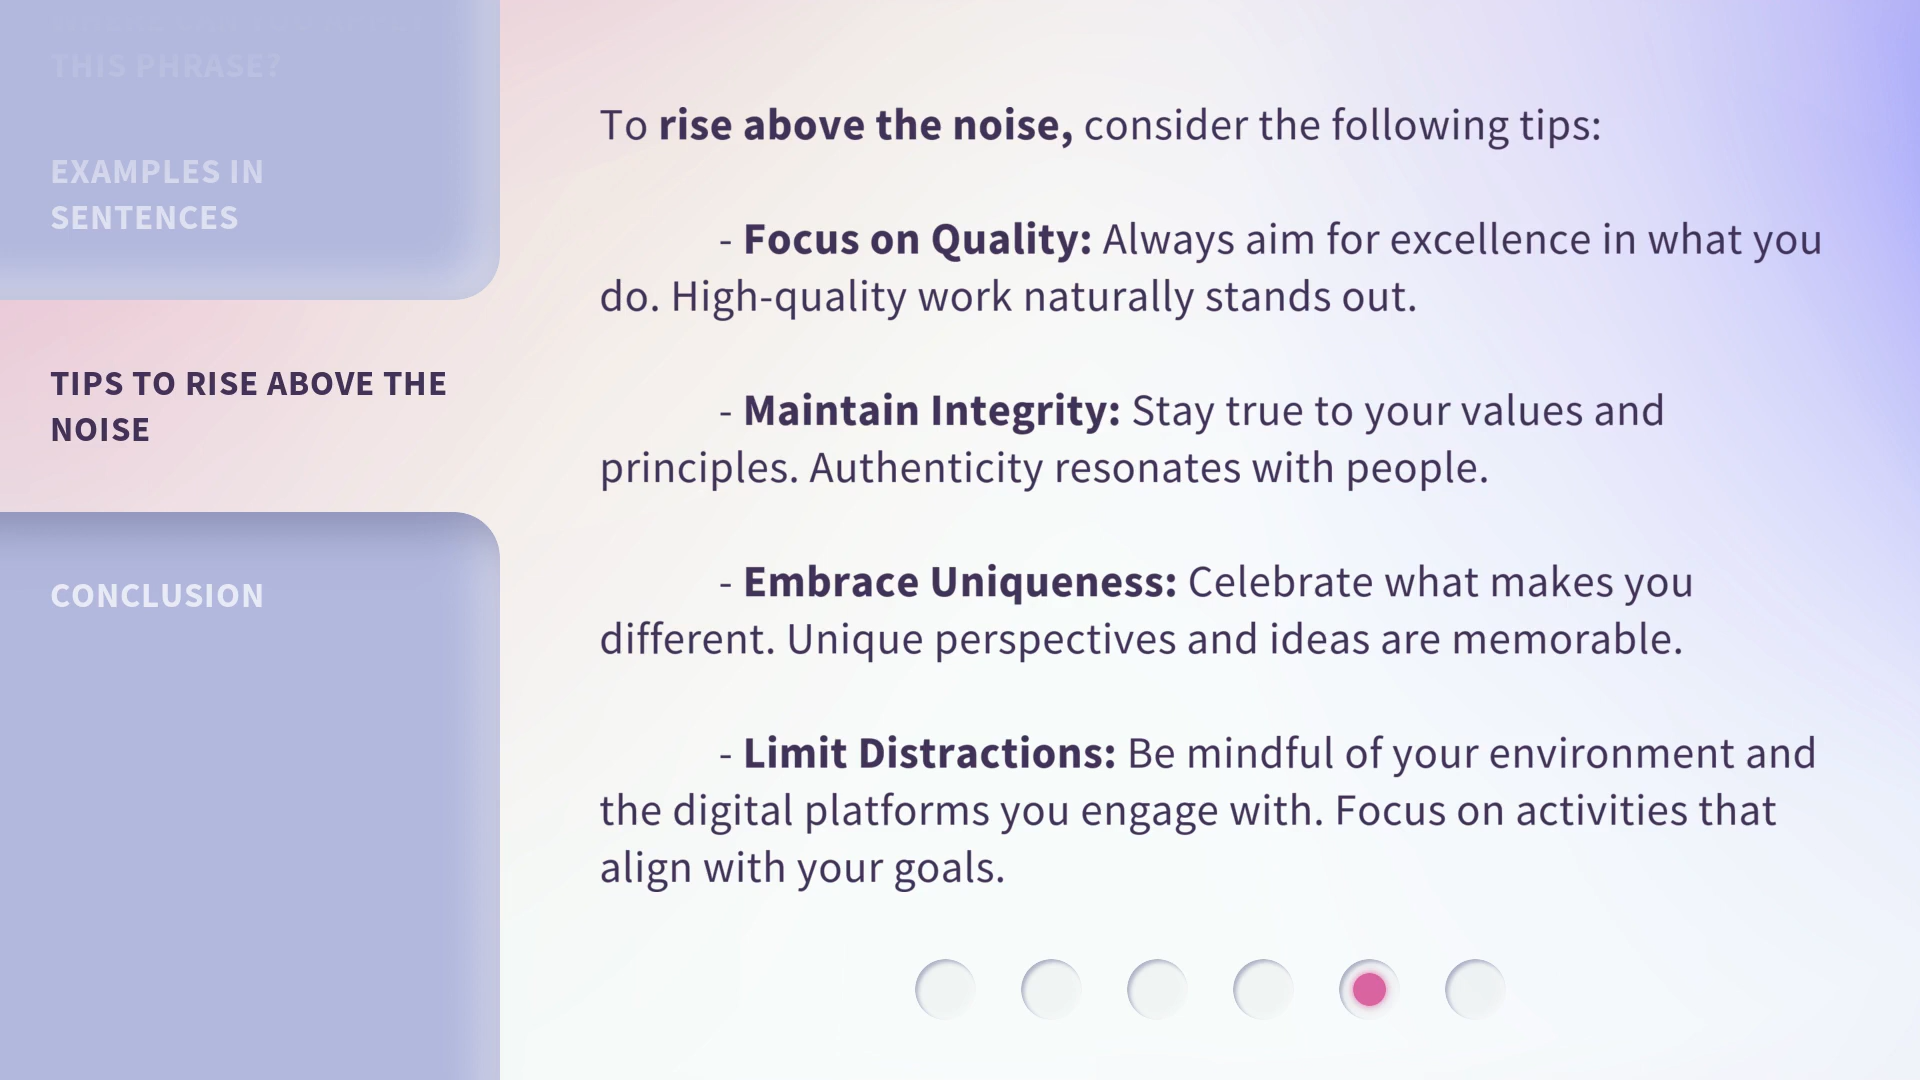 THIS PHRASE?
EXAMPLES IN
SENTENCES
TIPS TO RISE ABOVE THE
NOISE
CONCLUSION
To rise above the noise, consider the following tips:
- Focus on Quality: Always aim for excellence in what you
do. High-quality work naturally stands out.
- Maintain Integrity: Stay true to your values and
principles. Authenticity resonates with people.
- Embrace Uniqueness: Celebrate what makes you
different. Unique perspectives and ideas are memorable.
- Limit Distractions: Be mindful of your environment and
the digital platforms you engage with. Focus on activities that
align with your goals.